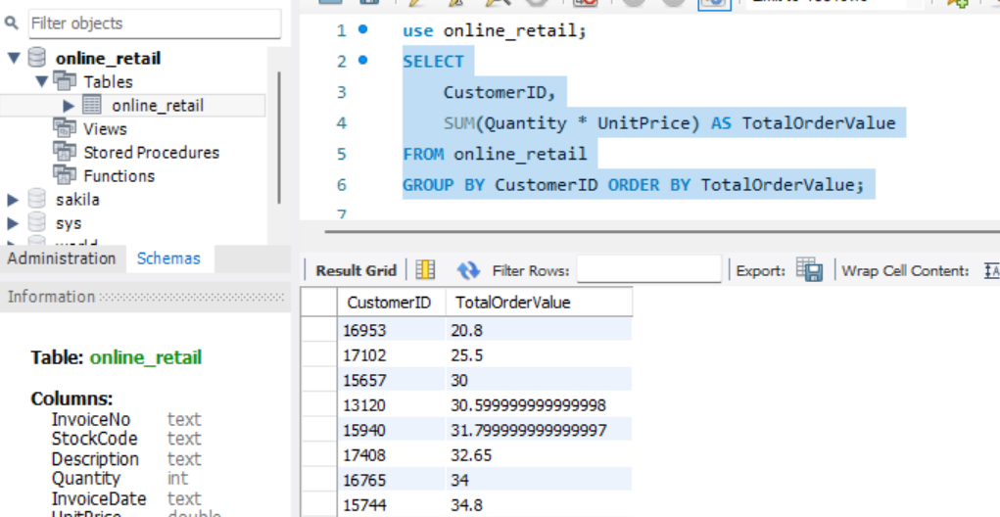 Filter objects
online_retail
Tables
online_retail
Views
Stored Procedures
Functions
sakila
sys
Administration Schemas
Information
Table: online_retail
Columns:
InvoiceNo text
StockCode text
Description text
Quantity int
InvoiceDate text
UnitPrice double
1 use online_retail;
2 SELECT
3 CustomerID,
4 SUM(Quantity * UnitPrice) AS TotalOrderValue
5 FROM online_retail
6 GROUP BY CustomerID ORDER BY TotalOrderValue;
7
Result Grid Filter Rows: Export: Wrap Cell Content:
CustomerID TotalOrderValue
16953 20.8
17102 25.5
15657 30
13120 30.599999999999998
15940 31.799999999999997
17408 32.65
16765 34
15744 34.8